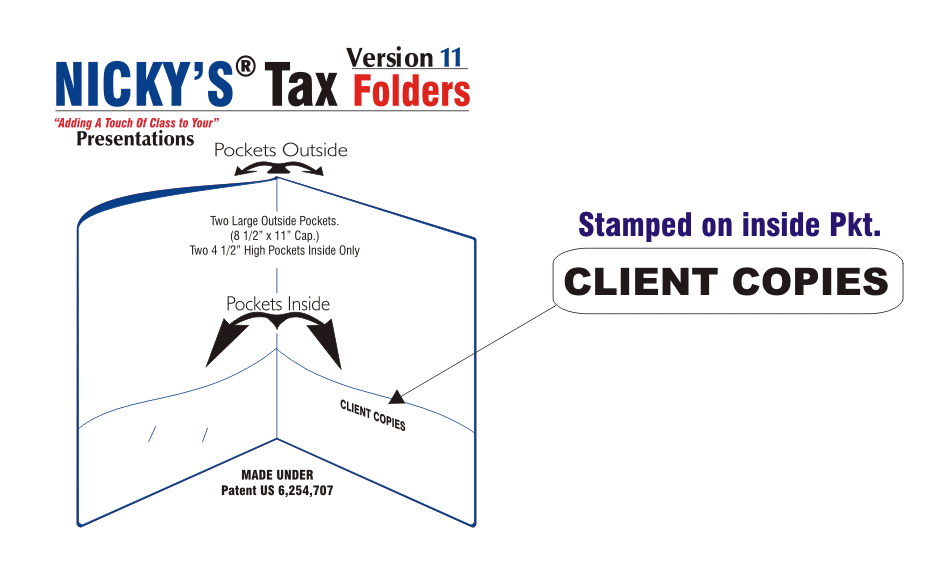 Version 11
NICKY'S® Tax Folders
"Adding A Touch Of Class to Your"
Presentations
Pockets Outside
Two Large Outside Pockets.
(8 1/2" x 11" Cap.)
Two 4 1/2" High Pockets Inside Only
Pockets Inside
CLIENT COPIES
MADE UNDER
Patent US 6,254,707
Stamped on inside Pkt.
CLIENT COPIES